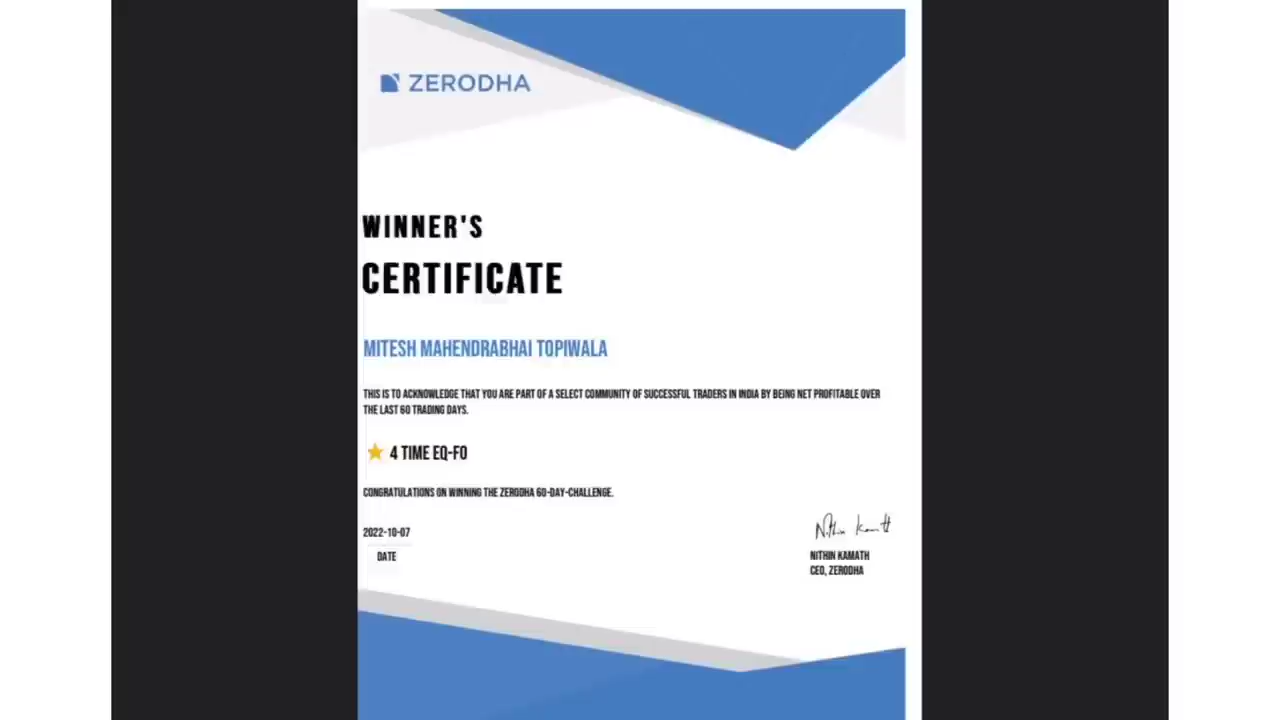 ZERODHA
WINNER'S
CERTIFICATE
MITESH MAHENDRABHAI TOPIWALA
THIS IS TO ACKNOWLEDGE THAT YOU ARE PART OF A SELECT COMMUNITY OF SUCCESSFUL TRADERS IN INDIA BY BEING NET PROFITABLE OVER
THE LAST 60 TRADING DAYS.
4 TIME EQ-FO
CONGRATULATIONS ON WINNING THE ZERODHA 60-DAY-CHALLENGE.
2022-10-07
DATE
Nithin Kamath
NITHIN KAMATH
CEO, ZERODHA